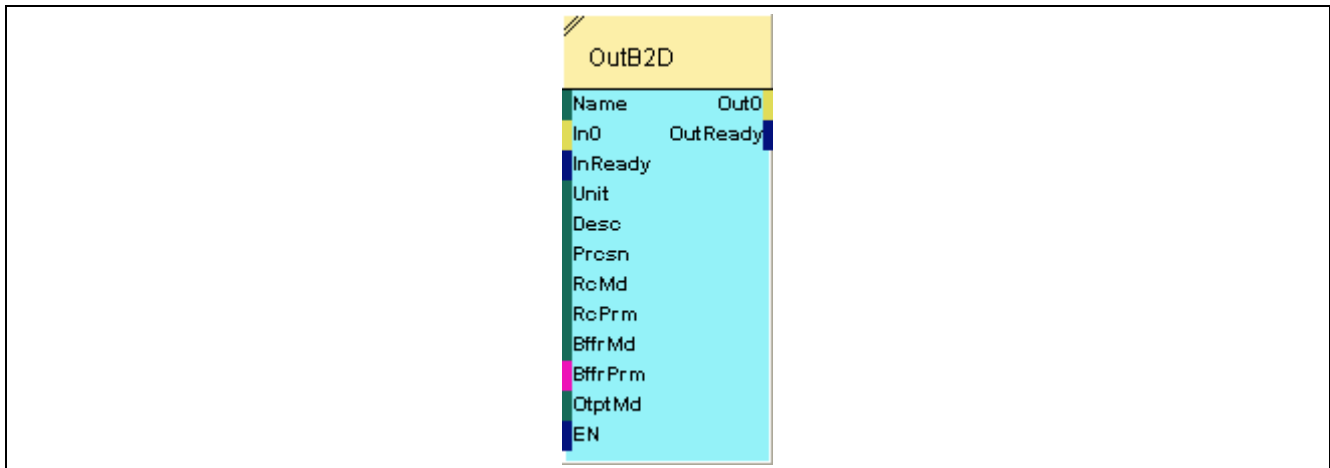 OutB2D
Name Out0
In0 OutReady
InReady
Unit
Desc
Prcsn
RcMd
RcPrm
BffrMd
BffrPrm
OtptMd
EN